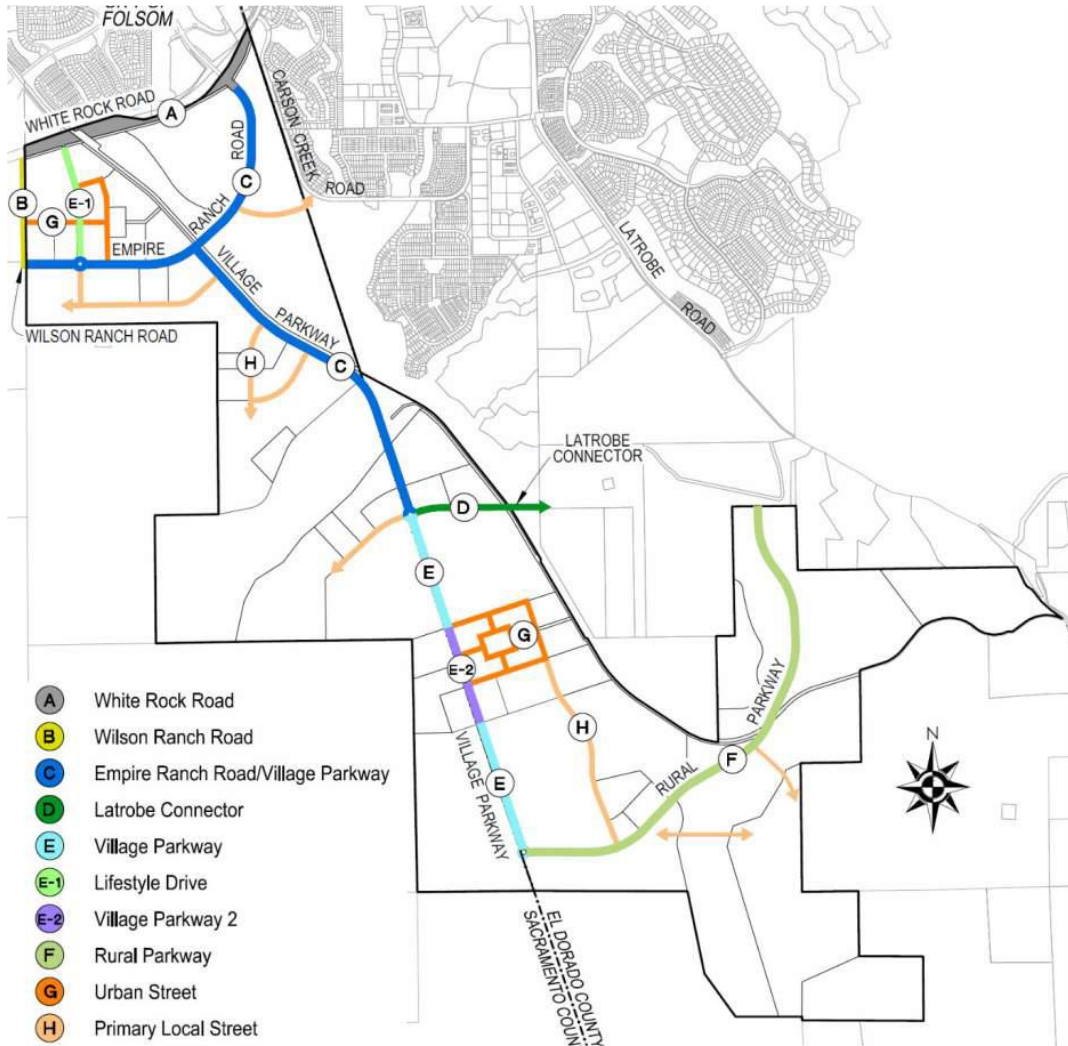 FOLSOM
WHITE ROCK ROAD
A
CARSON CREEK
ROAD
ROAD
C
RANCH
EMPIRE
B
E-1
G
VILLAGE
PARKWAY
WILSON RANCH ROAD
H
C
LATROBE
ROAD
LATROBE
CONNECTOR
D
E
G
E-2
H
E
VILLAGE PARKWAY
RURAL
F
PARKWAY
N
EL DORADO COUNTY
SACRAMENTO COUN
A White Rock Road
B Wilson Ranch Road
C Empire Ranch Road/Village Parkway
D Latrobe Connector
E Village Parkway
E-1 Lifestyle Drive
E-2 Village Parkway 2
F Rural Parkway
G Urban Street
H Primary Local Street